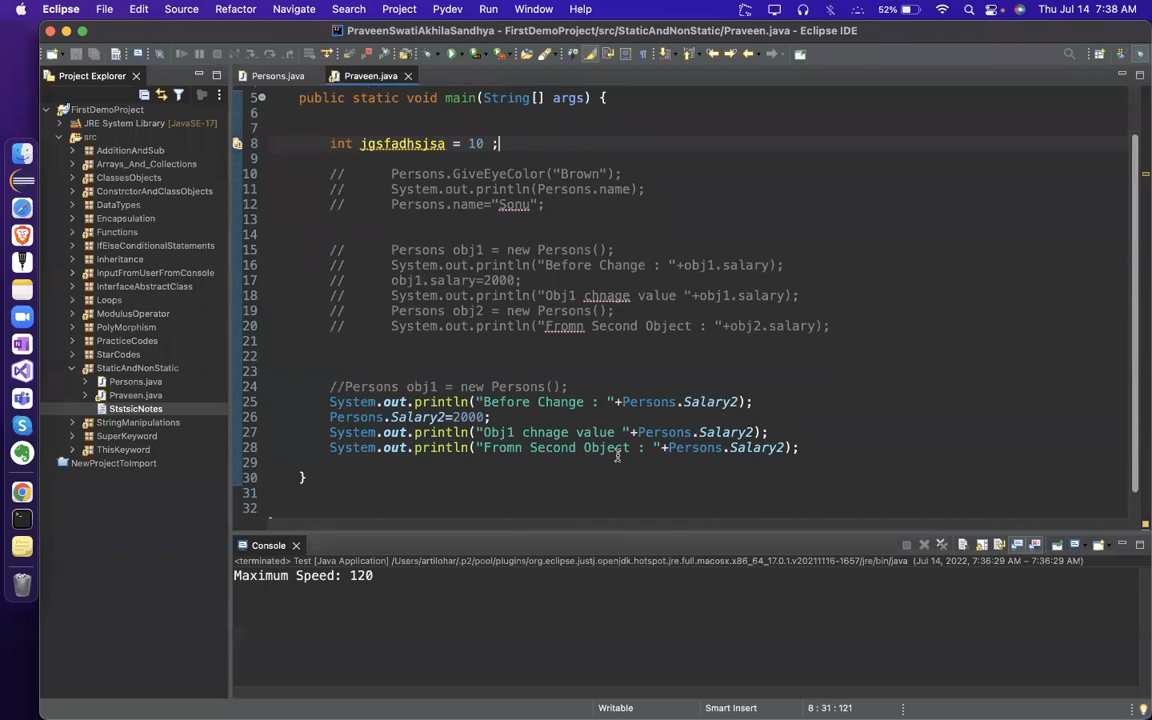 Eclipse File Edit Source Refactor Navigate Search Project Pydev Run Window Help 52% Thu Jul 14 7:38 AM
PraveenSwatiAkhilaSandhya - FirstDemoProject/src/StaticAndNonStatic/Praveen.java - Eclipse IDE
Project Explorer
FirstDemoProject
JRE System Library [JavaSE-17]
src
AdditionAndSub
Arrays_And_Collections
ClassesObjects
ConstrctorAndClassObjects
DataTypes
Encapsulation
Functions
IfElseConditionalStatements
Inheritance
InputFromUserFromConsole
InterfaceAbstractClass
Loops
ModulusOperator
PolyMorphism
PracticeCodes
StarCodes
StaticAndNonStatic
Persons.java
Praveen.java
StstsicNotes
StringManipulations
SuperKeyword
ThisKeyword
NewProjectToImport
Persons.java Praveen.java
5 public static void main(String[] args) {
6
7
8 int jgsfadhsjsa = 10 ;
9
10 // Persons.GiveEyeColor("Brown");
11 // System.out.println(Persons.name);
12 // Persons.name="Sonu";
13
14
15 // Persons obj1 = new Persons();
16 // System.out.println("Before Change : "+obj1.salary);
17 // obj1.salary=2000;
18 // System.out.println("Obj1 chnage value "+obj1.salary);
19 // Persons obj2 = new Persons();
20 // System.out.println("Fromn Second Object : "+obj2.salary);
21
22
23
24 //Persons obj1 = new Persons();
25 System.out.println("Before Change : "+Persons.Salary2);
26 Persons.Salary2=2000;
27 System.out.println("Obj1 chnage value "+Persons.Salary2);
28 System.out.println("Fromn Second Object : "+Persons.Salary2);
29
30 }
31
32
Console
<terminated> Test [Java Application] /Users/artilohar/.p2/pool/plugins/org.eclipse.justj.openjdk.hotspot.jre.full.macosx.x86_64_17.0.1.v20211116-1657/jre/bin/java (Jul 14, 2022, 7:36:29 AM – 7:36:29 AM)
Maximum Speed: 120
Writable Smart Insert 8 : 31 : 121